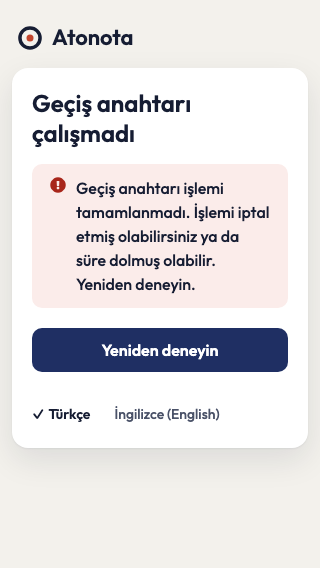 Atonota
Geçiş anahtarı
çalışmadı
Geçiş anahtarı işlemi
tamamlanmadı. İşlemi iptal
etmiş olabilirsiniz ya da
süre dolmuş olabilir.
Yeniden deneyin.
Yeniden deneyin
Türkçe İngilizce (English)